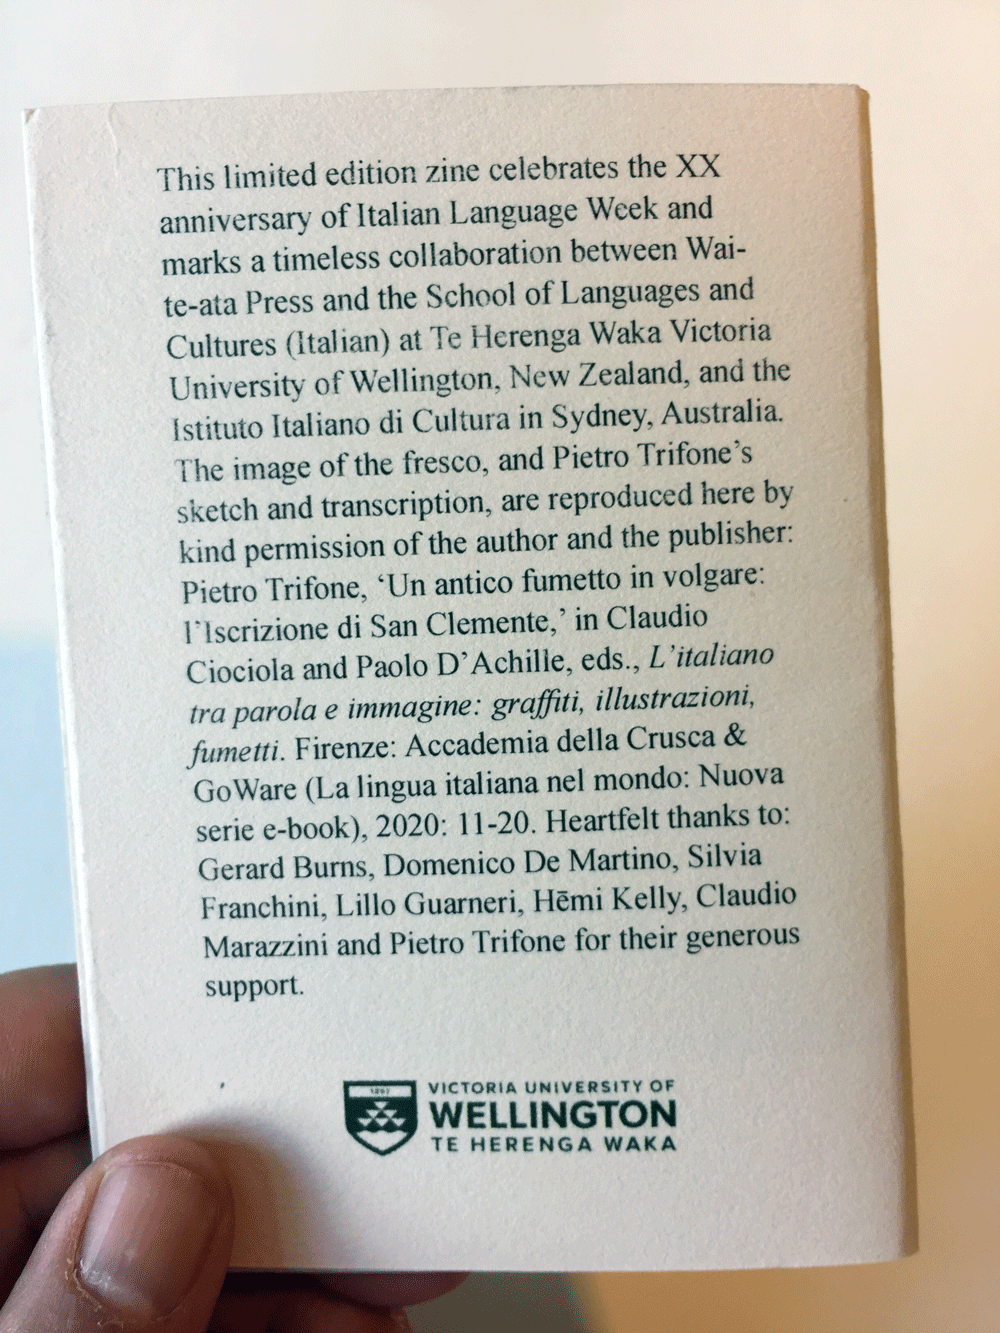 This limited edition zine celebrates the XX
anniversary of Italian Language Week and
marks a timeless collaboration between Wai-
te-ata Press and the School of Languages and
Cultures (Italian) at Te Herenga Waka Victoria
University of Wellington, New Zealand, and the
Istituto Italiano di Cultura in Sydney, Australia.
The image of the fresco, and Pietro Trifone’s
sketch and transcription, are reproduced here by
kind permission of the author and the publisher:
Pietro Trifone, ‘Un antico fumetto in volgare:
l’Iscrizione di San Clemente,’ in Claudio
Ciociola and Paolo D’Achille, eds., L’italiano
tra parola e immagine: graffiti, illustrazioni,
fumetti. Firenze: Accademia della Crusca &
GoWare (La lingua italiana nel mondo: Nuova
serie e-book), 2020: 11-20. Heartfelt thanks to:
Gerard Burns, Domenico De Martino, Silvia
Franchini, Lillo Guarneri, Hēmi Kelly, Claudio
Marazzini and Pietro Trifone for their generous
support.
1897
VICTORIA UNIVERSITY OF
WELLINGTON
TE HERENGA WAKA